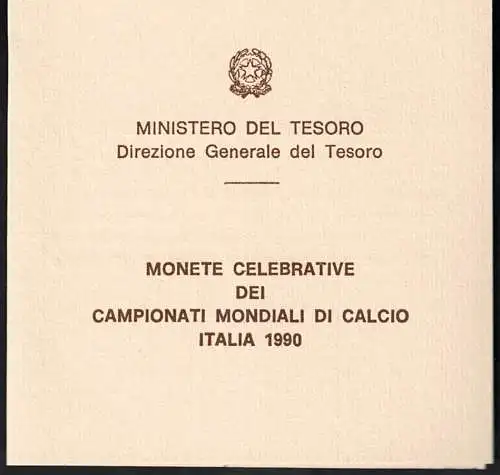 MINISTERO DEL TESORO
Direzione Generale del Tesoro
MONETE CELEBRATIVE
DEI
CAMPIONATI MONDIALI DI CALCIO
ITALIA 1990